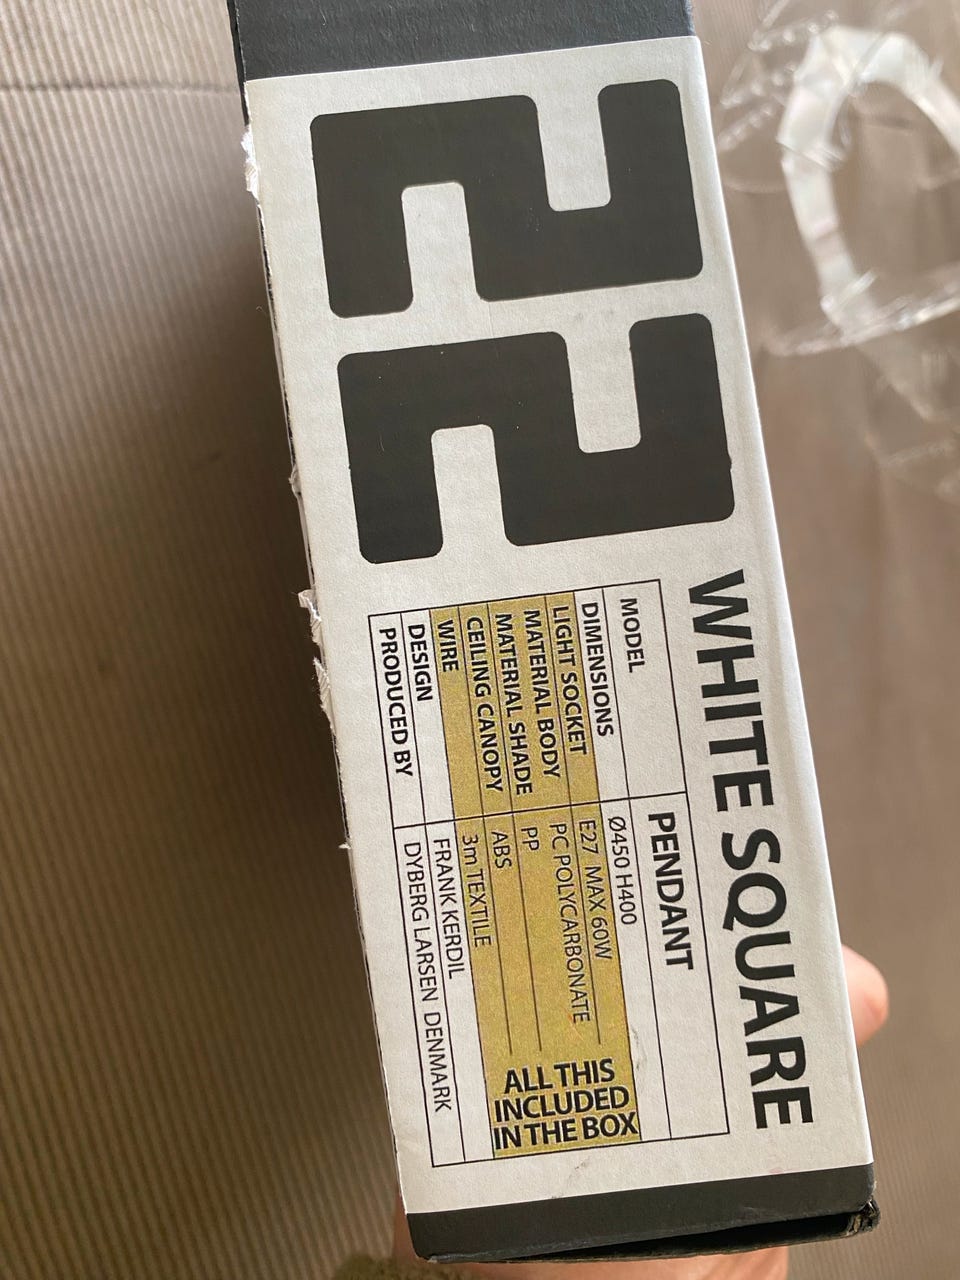 22
WHITE SQUARE
MODEL PENDANT
DIMENSIONS Ø450 H400
LIGHT SOCKET E27 MAX 60W
MATERIAL BODY PC POLYCARBONATE
MATERIAL SHADE PP
CEILING CANOPY ABS
WIRE 3m TEXTILE
ALL THIS
INCLUDED
IN THE BOX
DESIGN FRANK KERDIL
PRODUCED BY DYBERG LARSEN DENMARK